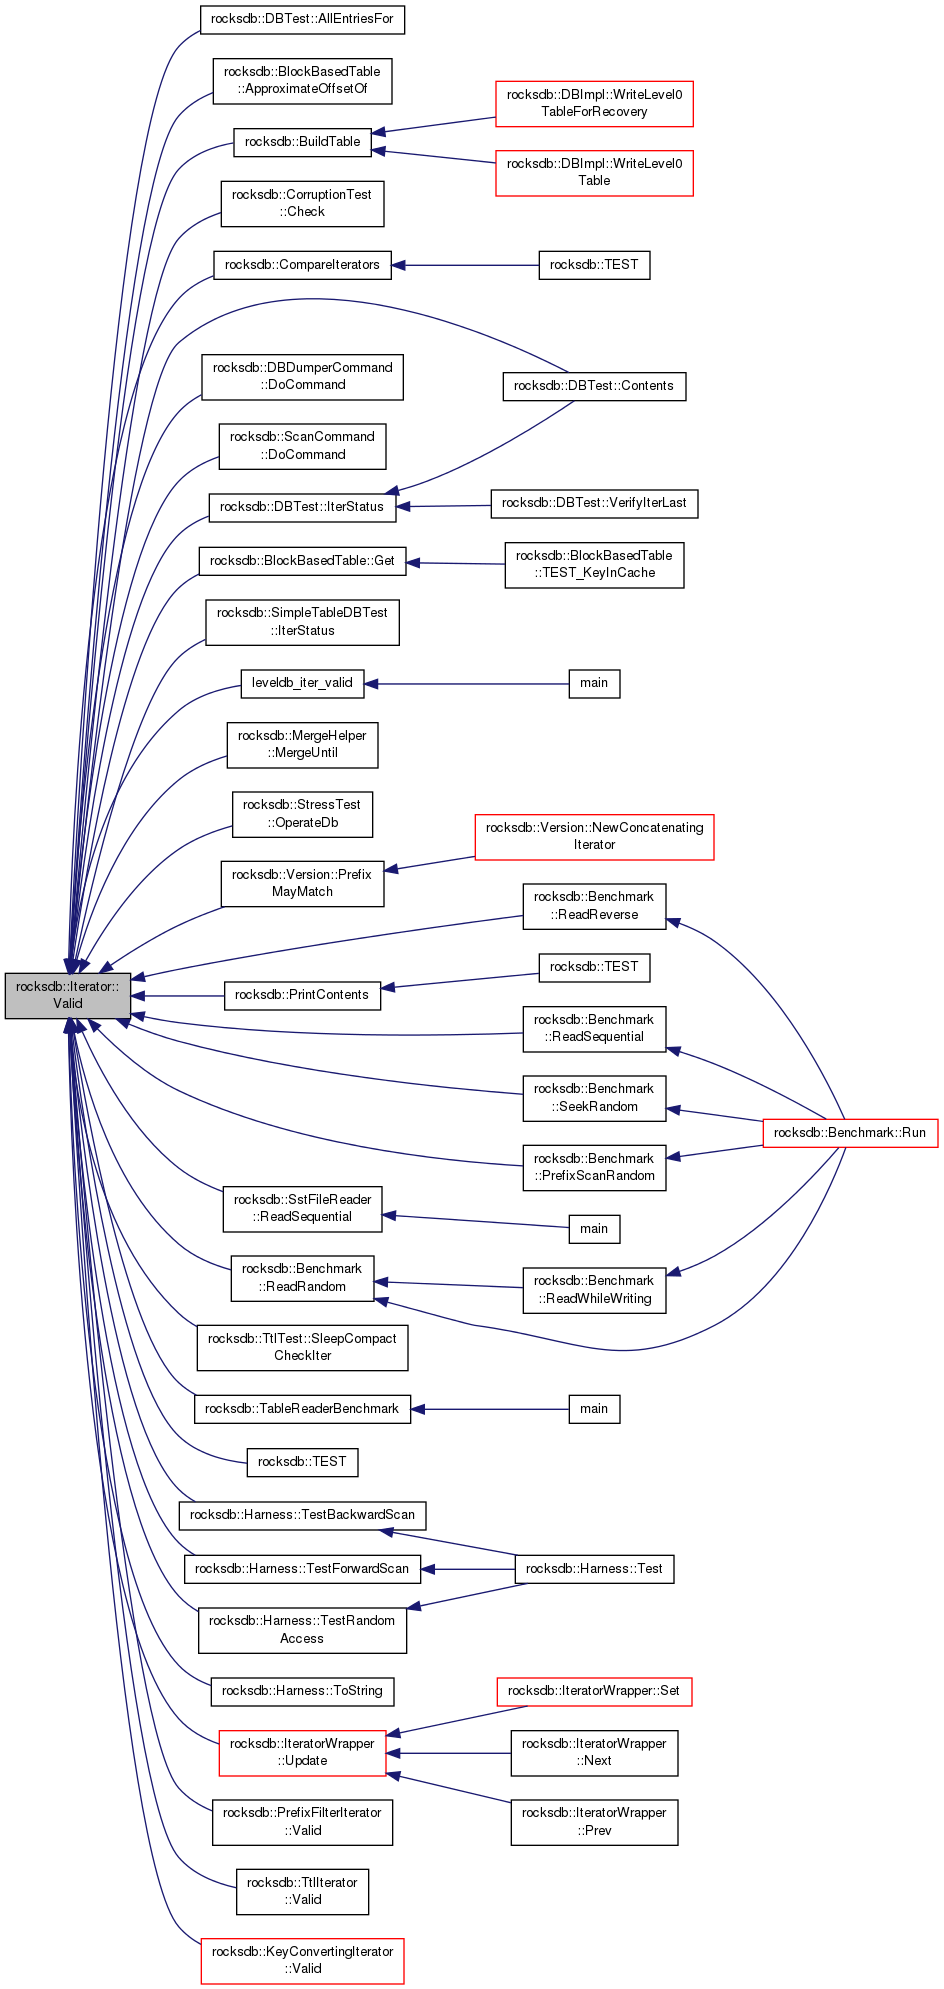 rocksdb::DBTest::AllEntriesFor
rocksdb::BlockBasedTable
::ApproximateOffsetOf
rocksdb::DBImpl::WriteLevel0
TableForRecovery
rocksdb::BuildTable
rocksdb::DBImpl::WriteLevel0
Table
rocksdb::CorruptionTest
::Check
rocksdb::CompareIterators
rocksdb::TEST
rocksdb::DBDumperCommand
::DoCommand
rocksdb::DBTest::Contents
rocksdb::ScanCommand
::DoCommand
rocksdb::DBTest::IterStatus
rocksdb::DBTest::VerifyIterLast
rocksdb::BlockBasedTable::Get
rocksdb::BlockBasedTable
::TEST_KeyInCache
rocksdb::SimpleTableDBTest
::IterStatus
leveldb_iter_valid
main
rocksdb::MergeHelper
::MergeUntil
rocksdb::StressTest
::OperateDb
rocksdb::Version::NewConcatenating
Iterator
rocksdb::Version::Prefix
MayMatch
rocksdb::Benchmark
::ReadReverse
rocksdb::TEST
rocksdb::Iterator::
Valid
rocksdb::PrintContents
rocksdb::Benchmark
::ReadSequential
rocksdb::Benchmark
::SeekRandom
rocksdb::Benchmark::Run
rocksdb::Benchmark
::PrefixScanRandom
rocksdb::SstFileReader
::ReadSequential
main
rocksdb::Benchmark
::ReadRandom
rocksdb::Benchmark
::ReadWhileWriting
rocksdb::TtlTest::SleepCompact
CheckIter
rocksdb::TableReaderBenchmark
main
rocksdb::TEST
rocksdb::Harness::TestBackwardScan
rocksdb::Harness::TestForwardScan
rocksdb::Harness::Test
rocksdb::Harness::TestRandom
Access
rocksdb::Harness::ToString
rocksdb::IteratorWrapper::Set
rocksdb::IteratorWrapper
::Update
rocksdb::IteratorWrapper
::Next
rocksdb::PrefixFilterIterator
::Valid
rocksdb::IteratorWrapper
::Prev
rocksdb::TtlIterator
::Valid
rocksdb::KeyConvertingIterator
::Valid